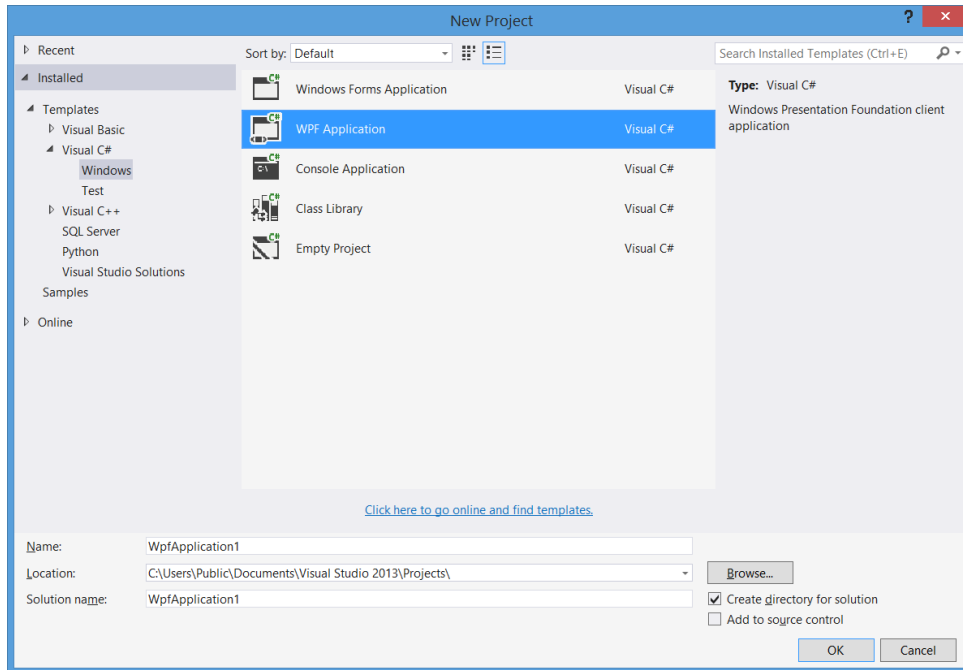 New Project
?
Recent
Installed
Templates
Visual Basic
Visual C#
Windows
Test
Visual C++
SQL Server
Python
Visual Studio Solutions
Samples
Online
Sort by: Default
Search Installed Templates (Ctrl+E)
C# Windows Forms Application Visual C#
C# WPF Application Visual C#
C# C:\ Console Application Visual C#
C# Class Library Visual C#
C# Empty Project Visual C#
Type: Visual C#
Windows Presentation Foundation client
application
Click here to go online and find templates.
Name: WpfApplication1
Location: C:\Users\Public\Documents\Visual Studio 2013\Projects\ Browse...
Solution name: WpfApplication1
Create directory for solution
Add to source control
OK Cancel